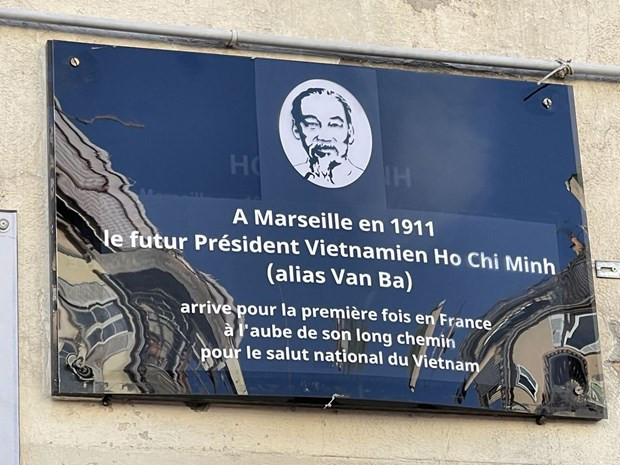 A Marseille en 1911
le futur Président Vietnamien Ho Chi Minh
(alias Van Ba)
arrive pour la première fois en France
à l'aube de son long chemin
pour le salut national du Vietnam